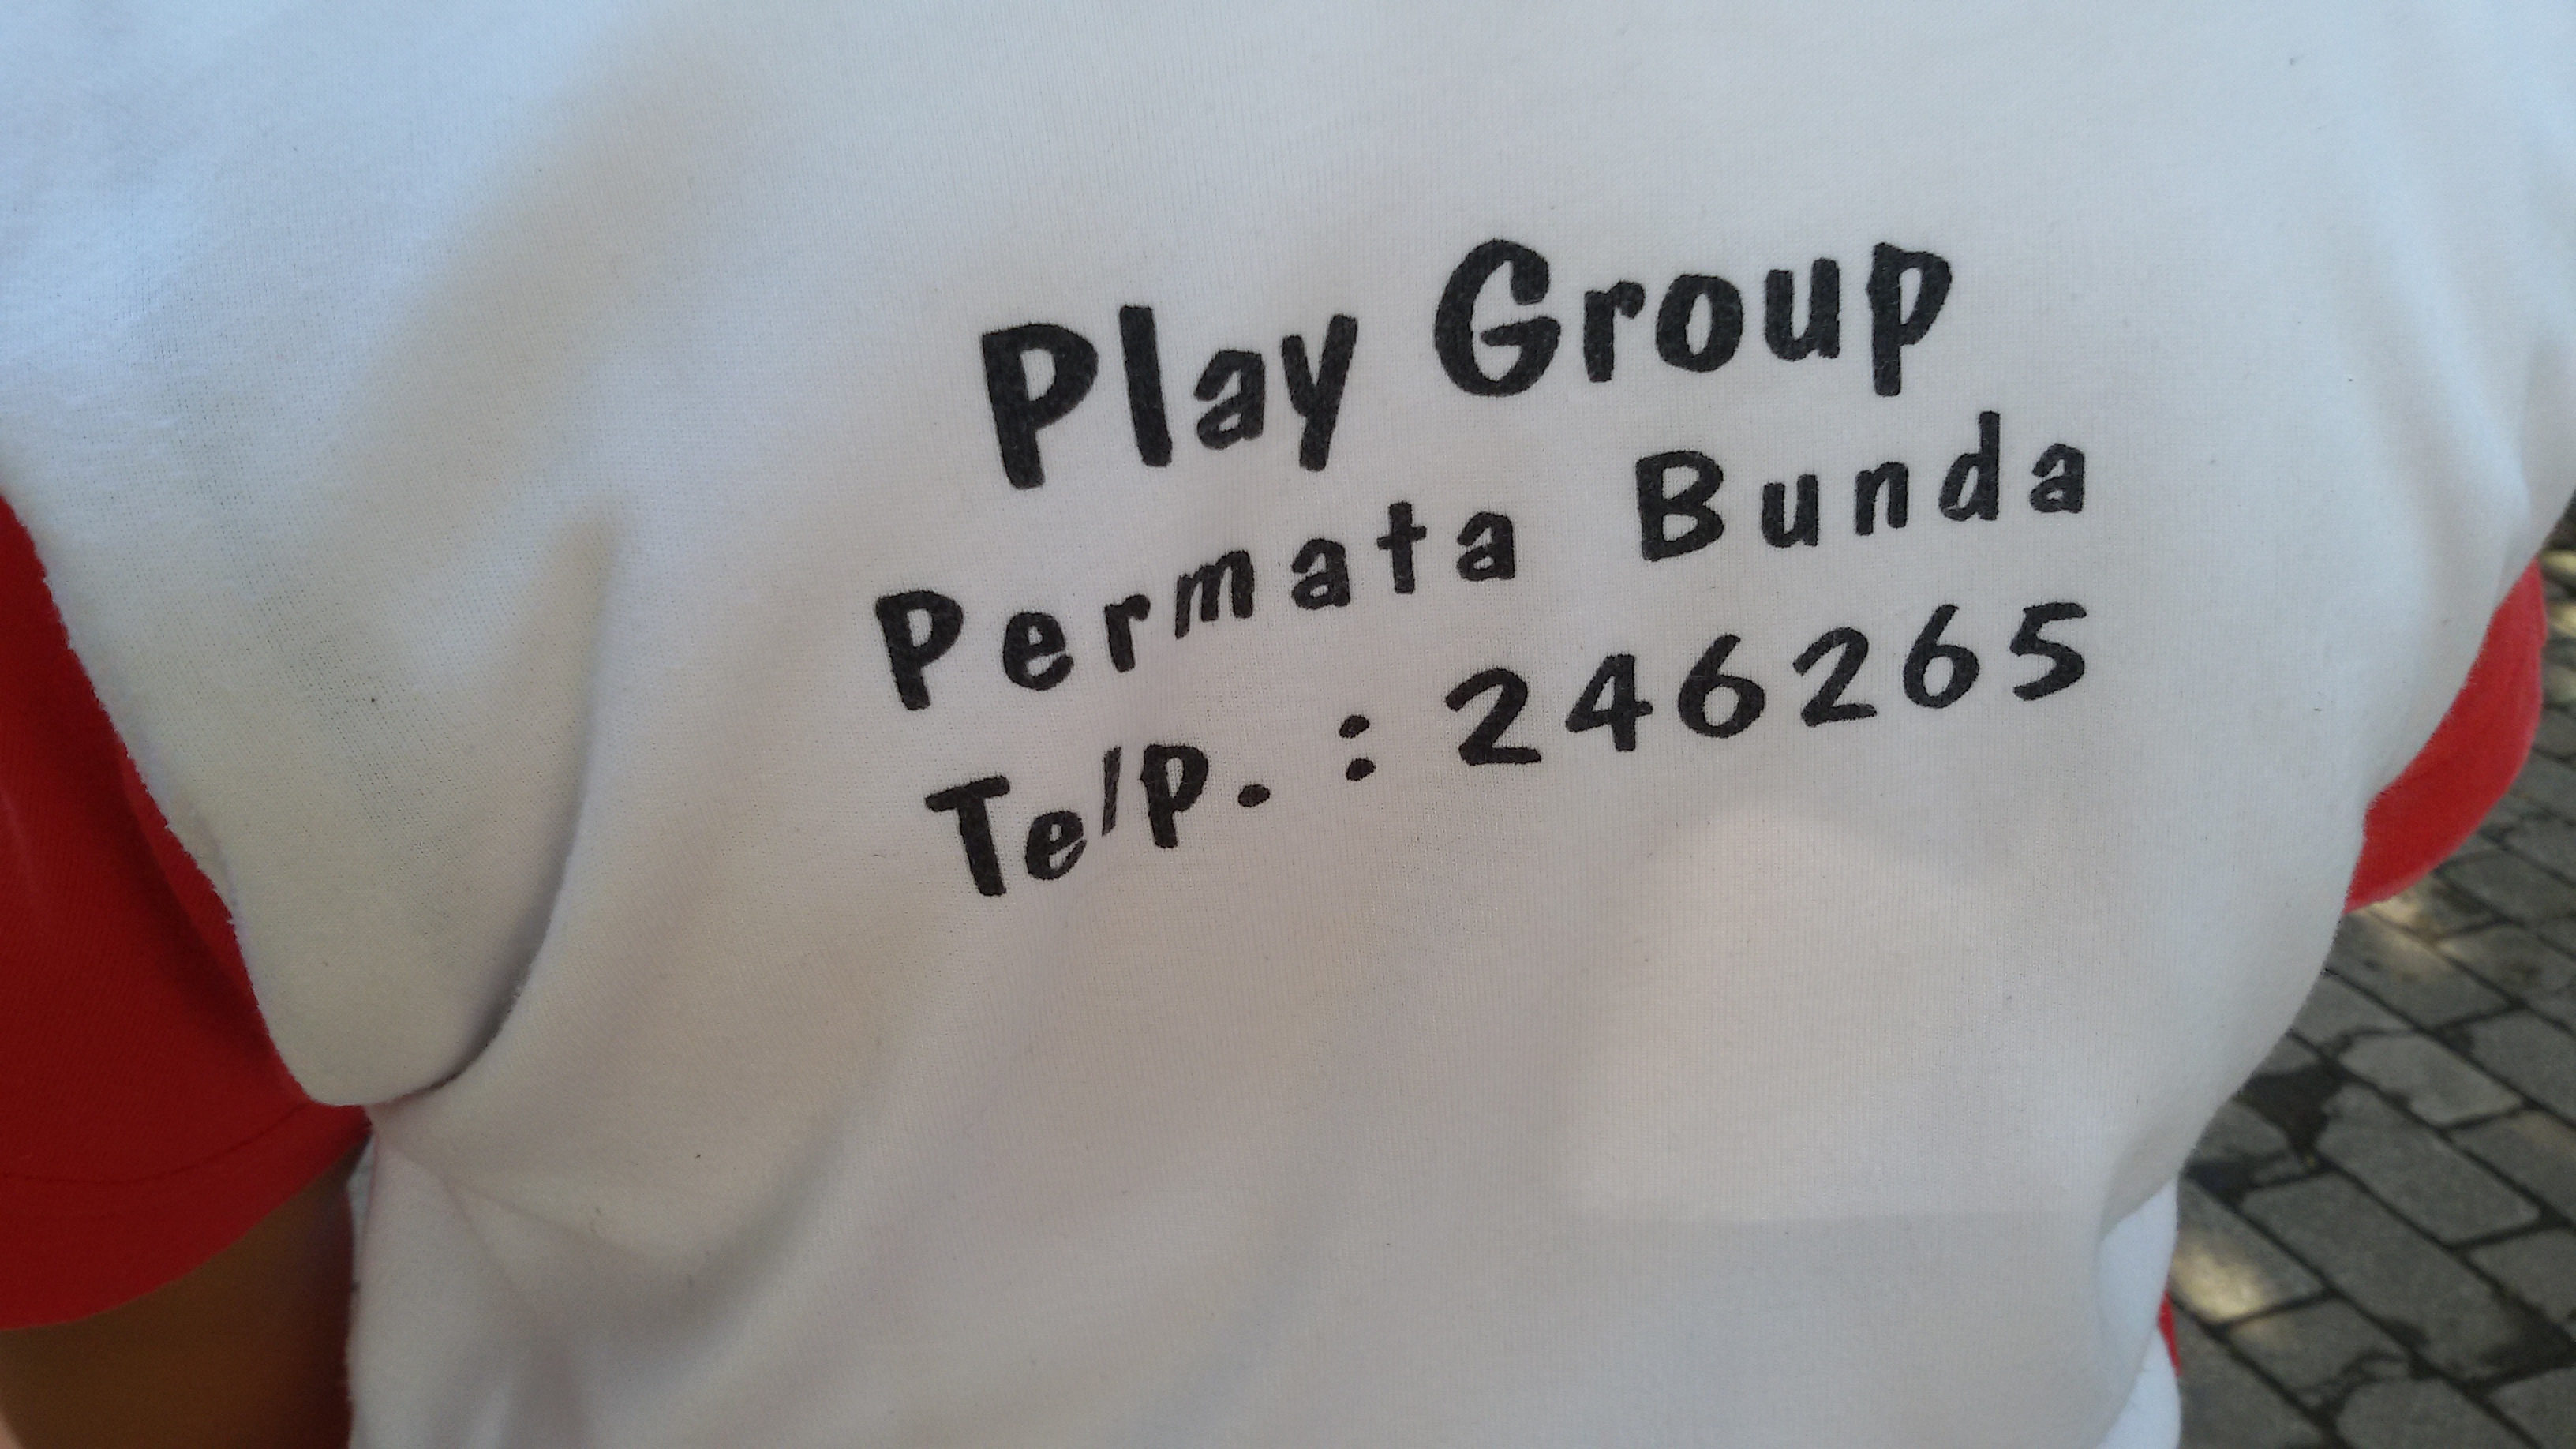 Play Group
Permata Bunda
Telp. : 246265